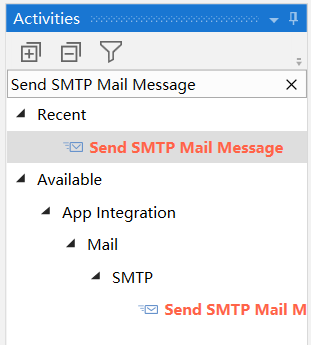 Activities
Send SMTP Mail Message
Recent
Send SMTP Mail Message
Available
App Integration
Mail
SMTP
Send SMTP Mail M